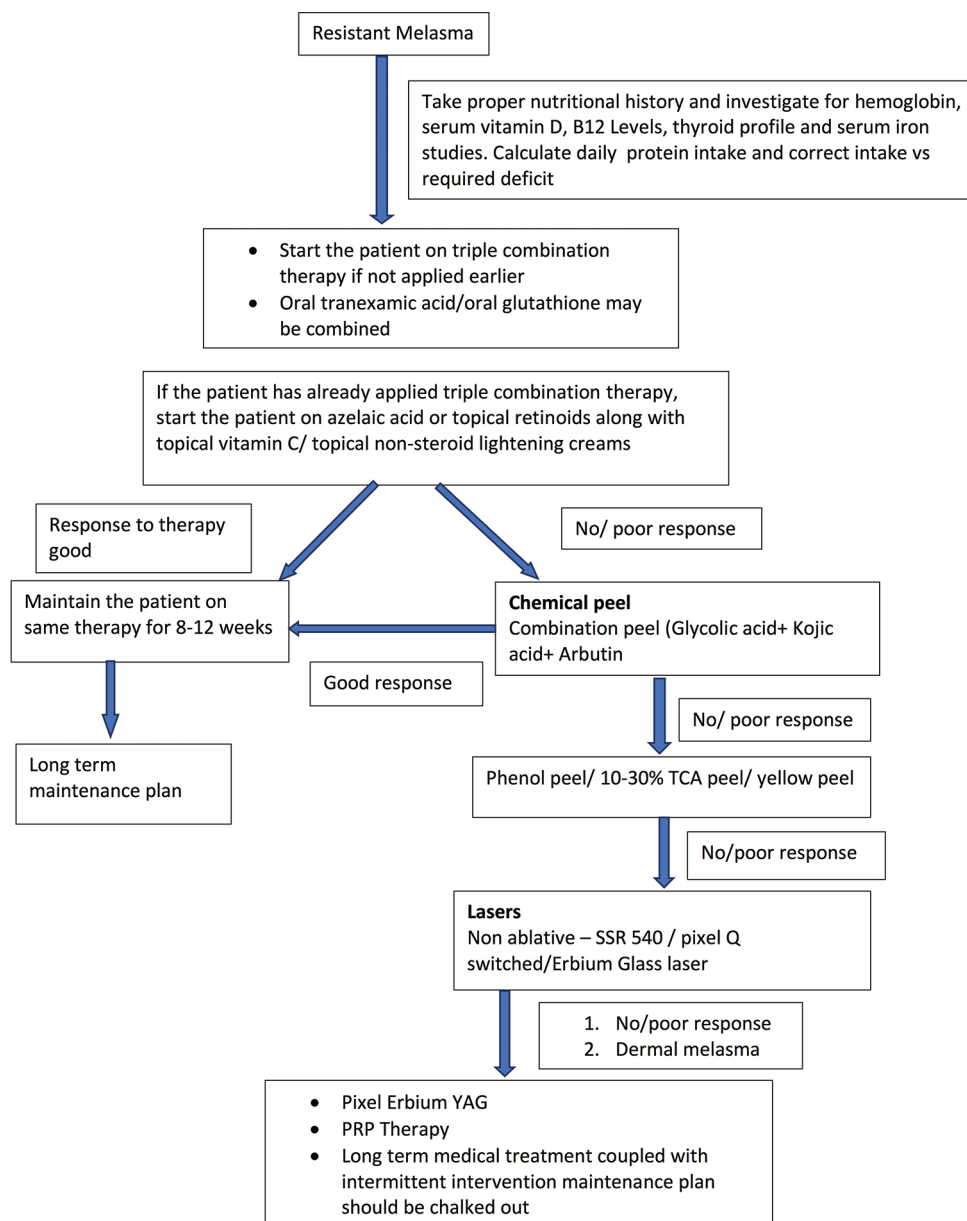 Resistant Melasma
Take proper nutritional history and investigate for hemoglobin,
serum vitamin D, B12 Levels, thyroid profile and serum iron
studies. Calculate daily protein intake and correct intake vs
required deficit
• Start the patient on triple combination
therapy if not applied earlier
• Oral tranexamic acid/oral glutathione may
be combined
If the patient has already applied triple combination therapy,
start the patient on azelaic acid or topical retinoids along with
topical vitamin C/ topical non-steroid lightening creams
Response to therapy
good
No/ poor response
Maintain the patient on
same therapy for 8-12 weeks
Chemical peel
Combination peel (Glycolic acid+ Kojic
acid+ Arbutin
Good response
No/ poor response
Long term
maintenance plan
Phenol peel/ 10-30% TCA peel/ yellow peel
No/poor response
Lasers
Non ablative – SSR 540 / pixel Q
switched/Erbium Glass laser
1. No/poor response
2. Dermal melasma
• Pixel Erbium YAG
• PRP Therapy
• Long term medical treatment coupled with
intermittent intervention maintenance plan
should be chalked out